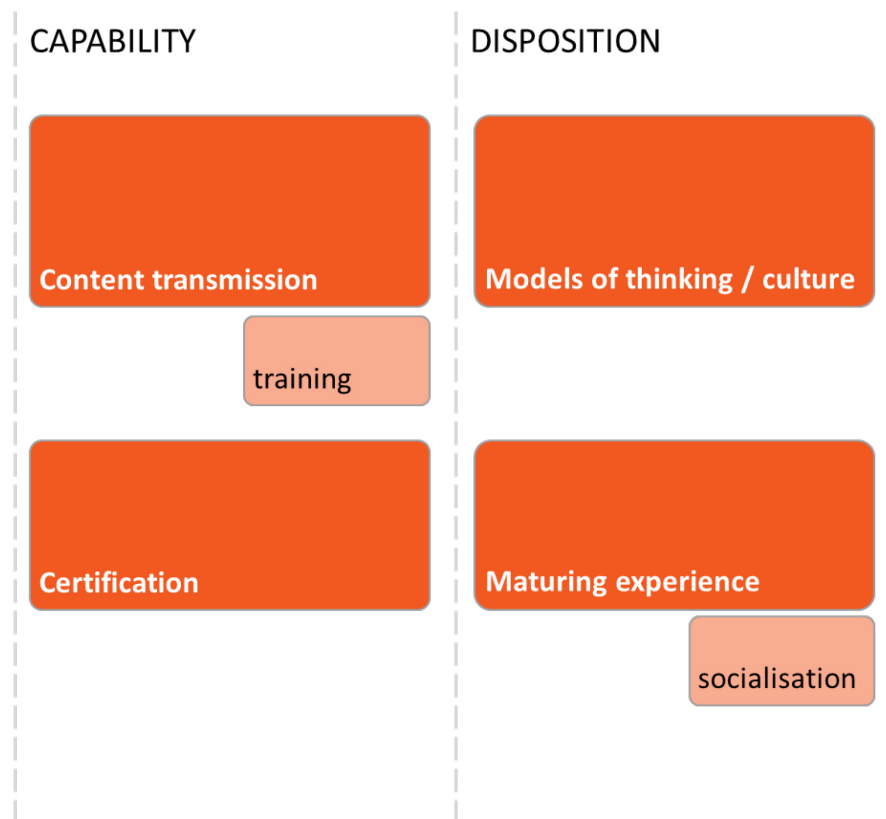 CAPABILITY
Content transmission
training
Certification
DISPOSITION
Models of thinking / culture
Maturing experience
socialisation